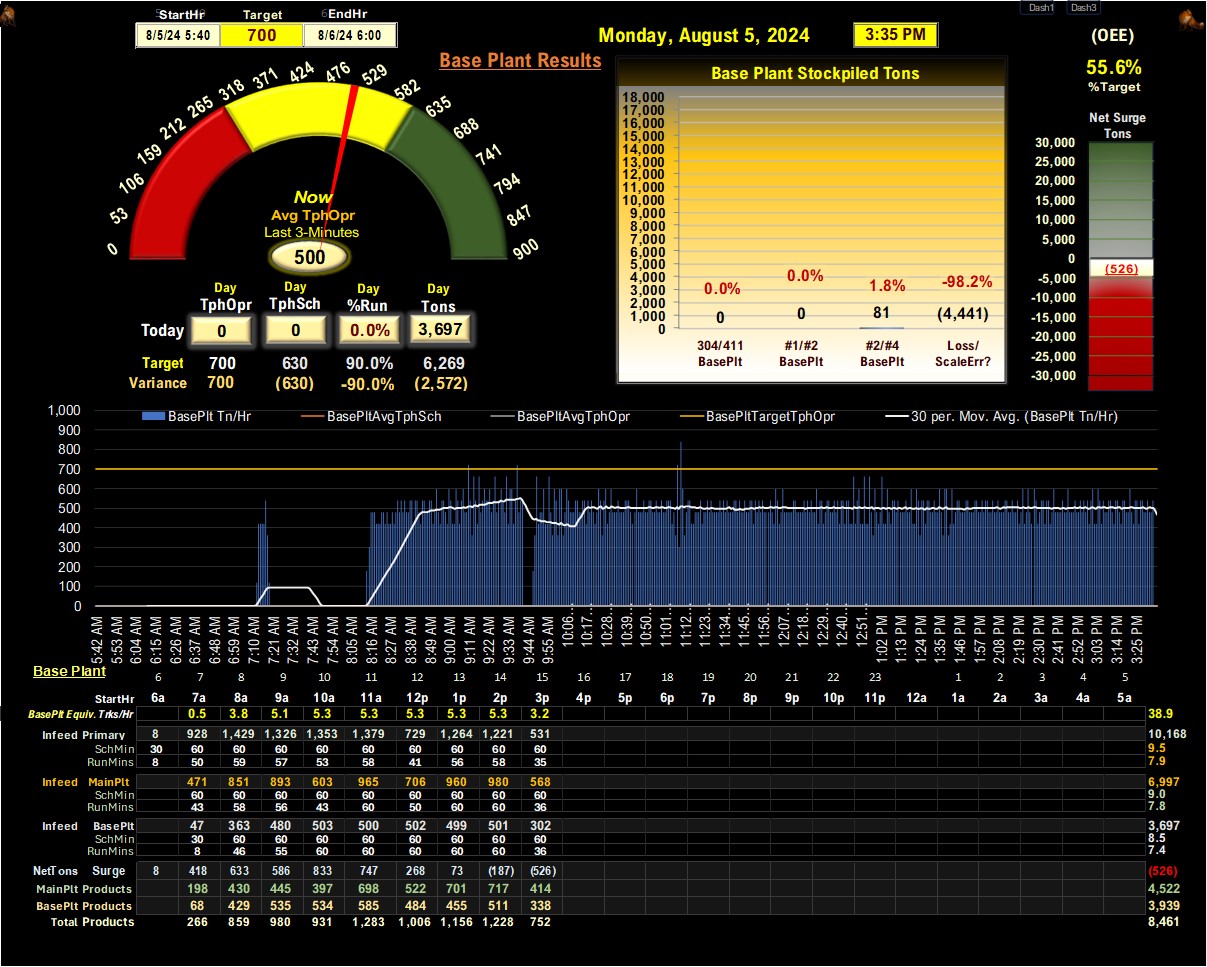 Dash1 Dash3
StartHr Target EndHr
8/5/24 5:40 700 8/6/24 6:00
Monday, August 5, 2024 3:35 PM
(OEE)
55.6%
%Target
Base Plant Results
Base Plant Stockpiled Tons
0 53 106 159 212 265 318 371 424 476 529 582 635 688 741 794 847 900
Now
Avg TphOpr
Last 3-Minutes
500
18,000
17,000
16,000
15,000
14,000
13,000
12,000
11,000
10,000
9,000
8,000
7,000
6,000
5,000
4,000
3,000
2,000
1,000
0
0.0% 0.0% 1.8% -98.2%
0 0 81 (4,441)
304/411 #1/#2 #2/#4 Loss/
BasePlt BasePlt BasePlt ScaleErr?
Net Surge
Tons
30,000
25,000
20,000
15,000
10,000
5,000
0
-5,000
-10,000
-15,000
-20,000
-25,000
-30,000
(526)
Day Day Day Day
TphOpr TphSch %Run Tons
Today 0 0 0.0% 3,697
Target 700 630 90.0% 6,269
Variance 700 (630) -90.0% (2,572)
BasePlt Tn/Hr BasePltAvgTphSch BasePltAvgTphOpr BasePltTargetTphOpr 30 per. Mov. Avg. (BasePlt Tn/Hr)
1,000
900
800
700
600
500
400
300
200
100
0
5:42 AM 5:53 AM 6:04 AM 6:15 AM 6:26 AM 6:37 AM 6:48 AM 6:59 AM 7:10 AM 7:21 AM 7:32 AM 7:43 AM 7:54 AM 8:05 AM 8:16 AM 8:27 AM 8:38 AM 8:49 AM 9:00 AM 9:11 AM 9:22 AM 9:33 AM 9:44 AM 9:55 AM 10:06... 10:17... 10:28... 10:39... 10:50... 11:01... 11:12... 11:23... 11:34... 11:45... 11:56... 12:07... 12:18... 12:29... 12:40... 12:51... 1:02 PM 1:13 PM 1:24 PM 1:35 PM 1:46 PM 1:57 PM 2:08 PM 2:19 PM 2:30 PM 2:41 PM 2:52 PM 3:03 PM 3:14 PM 3:25 PM
Base Plant
6 7 8 9 10 11 12 13 14 15 16 17 18 19 20 21 22 23 1 2 3 4 5
StartHr 6a 7a 8a 9a 10a 11a 12p 1p 2p 3p 4p 5p 6p 7p 8p 9p 10p 11p 1a 2a 3a 4a 5a
BasePlt Equiv. Trks/Hr 0.5 3.8 5.1 5.3 5.3 5.3 5.3 5.3 3.2 38.9
Infeed Primary 8 928 1,429 1,326 1,353 1,379 729 1,264 1,221 531 10,168
SchMin 30 60 60 60 60 60 60 60 60 60 9.5
RunMins 8 50 59 57 53 58 41 56 58 35 7.9
Infeed MainPlt 471 851 893 603 965 706 960 980 568 6,997
SchMin 60 60 60 60 60 60 60 60 60 9.0
RunMins 43 58 56 43 60 50 60 60 36 7.8
Infeed BasePlt 47 363 480 503 500 502 499 501 302 3,697
SchMin 30 60 60 60 60 60 60 60 60 8.5
RunMins 8 46 55 60 60 60 60 60 36 7.4
NetTons Surge 8 418 633 586 833 747 268 73 (187) (526) (526)
MainPlt Products 198 430 445 397 698 522 701 717 414 4,522
BasePlt Products 68 429 535 534 585 484 455 511 338 3,939
Total Products 266 859 980 931 1,283 1,006 1,156 1,228 752 8,461